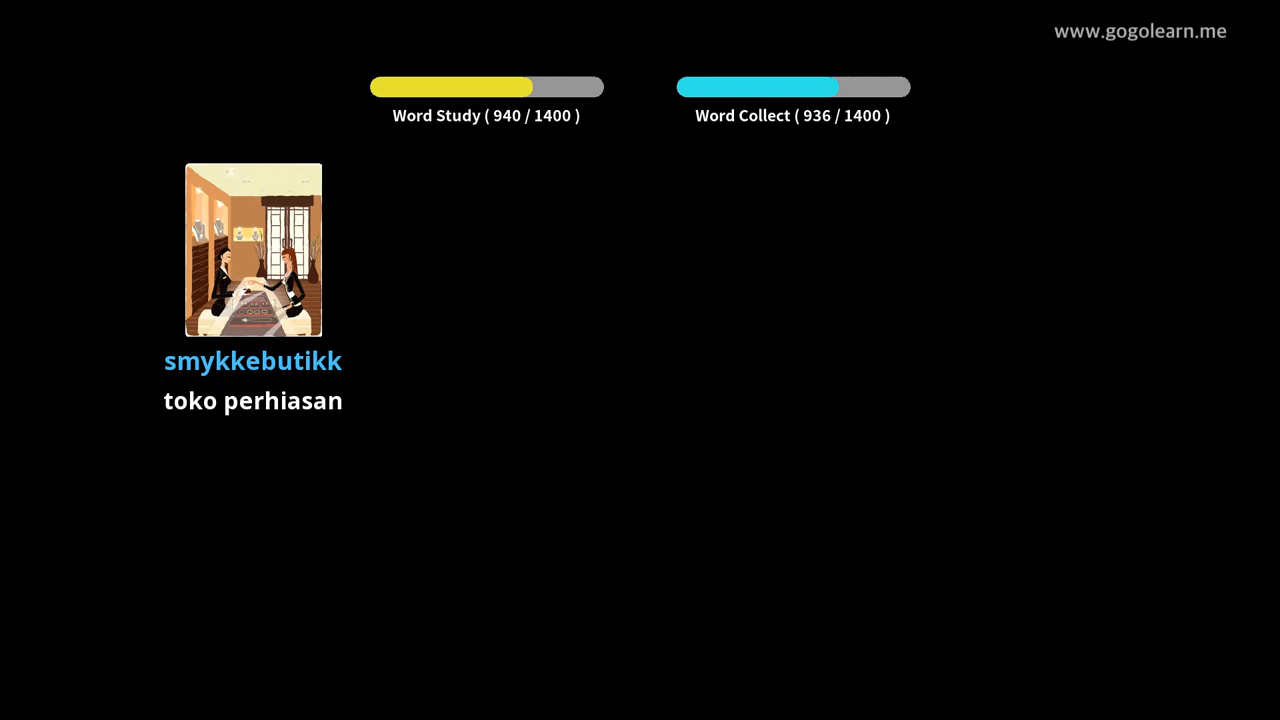 www.gogolearn.me
Word Study ( 940 / 1400 )
Word Collect ( 936 / 1400 )
smykkebutikk
toko perhiasan